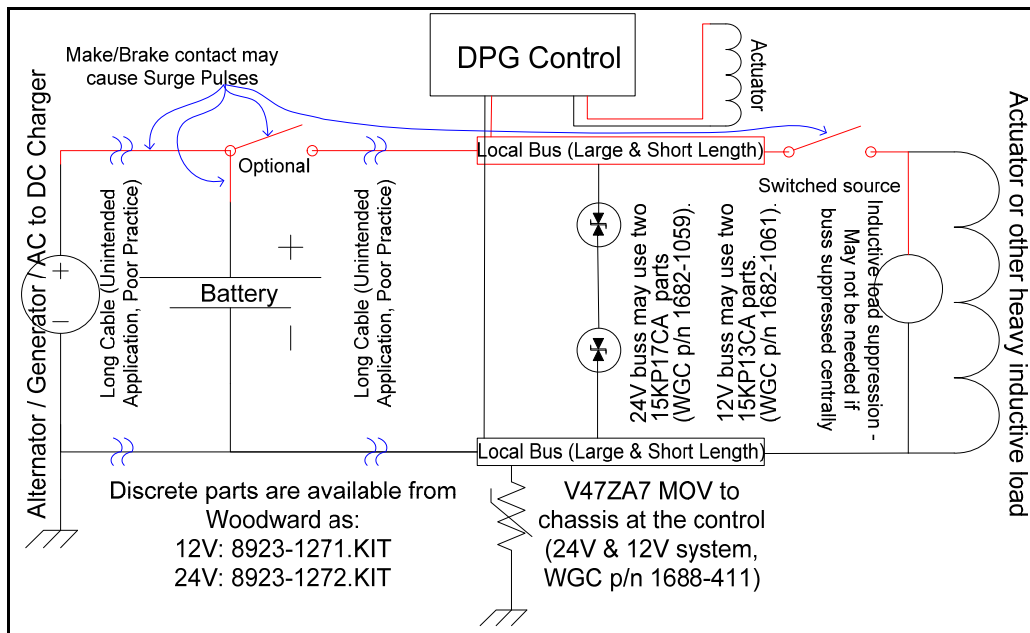 Make/Brake contact may
cause Surge Pulses
DPG Control
Actuator
Local Bus (Large & Short Length)
Optional
Switched source
Alternator / Generator / AC to DC Charger
+
-
Long Cable (Unintended
Application, Poor Practice)
+
Battery
-
Long Cable (Unintended
Application, Poor Practice)
24V buss may use two
15KP17CA parts
(WGC p/n 1682-1059).
12V buss may use two
15KP13CA parts.
(WGC p/n 1682-1061).
Inductive load suppression -
May not be needed if
buss suppressed centrally
Actuator or other heavy inductive load
Local Bus (Large & Short Length)
Discrete parts are available from
Woodward as:
12V: 8923-1271.KIT
24V: 8923-1272.KIT
V47ZA7 MOV to
chassis at the control
(24V & 12V system,
WGC p/n 1688-411)